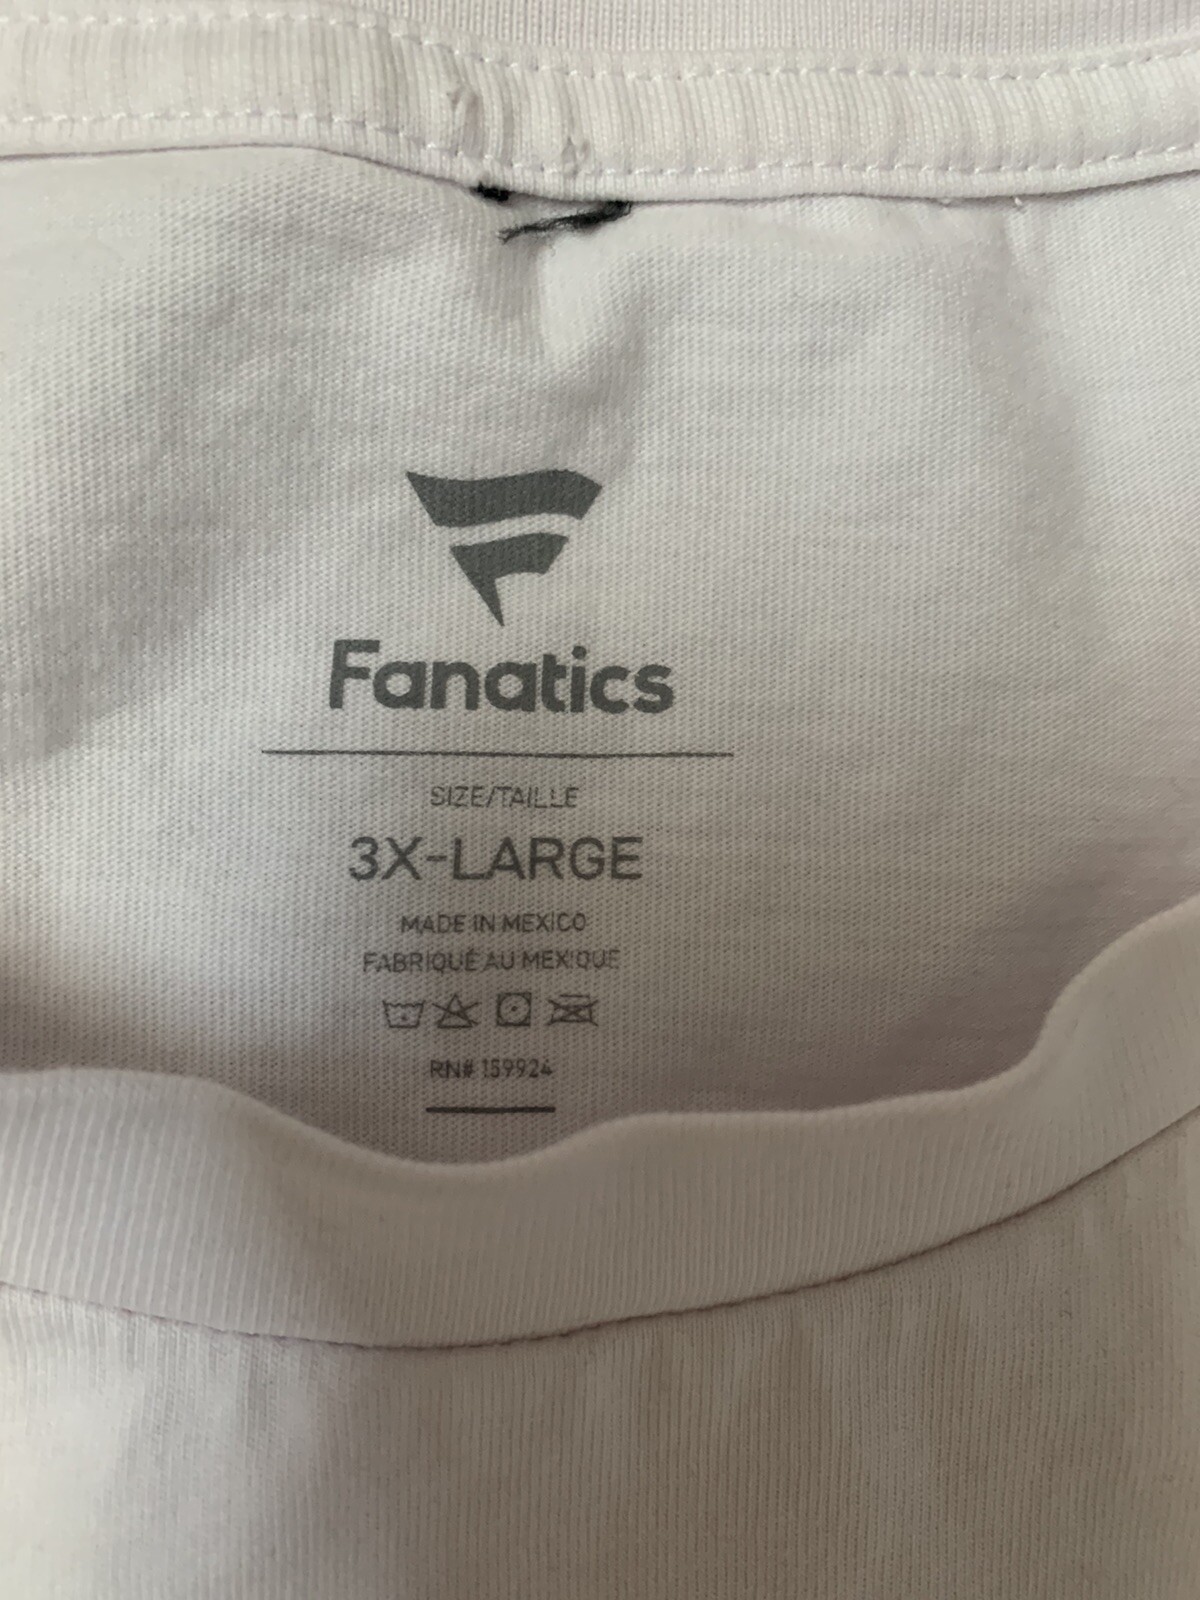 Fanatics
SIZE/TAILLE
3X-LARGE
MADE IN MEXICO
FABRIQUÉ AU MEXIQUE
RN# 159924